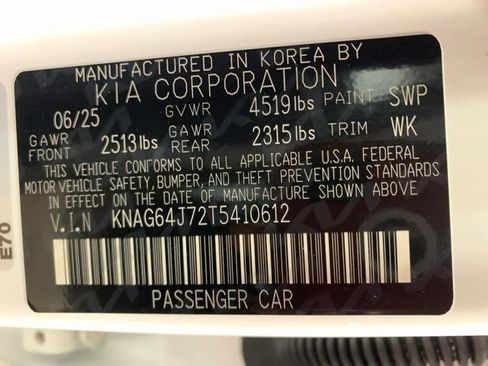 MANUFACTURED IN KOREA BY
KIA CORPORATION
06/25 GVWR 4519lbs PAINT SWP
GAWR FRONT 2513lbs GAWR REAR 2315lbs TRIM WK
THIS VEHICLE CONFORMS TO ALL APPLICABLE U.S.A. FEDERAL
MOTOR VEHICLE SAFETY, BUMPER, AND THEFT PREVENTION STANDARDS
IN EFFECT ON THE DATE OF MANUFACTURE SHOWN ABOVE
V.I.N KNAG64J72T5410612
PASSENGER CAR
E70